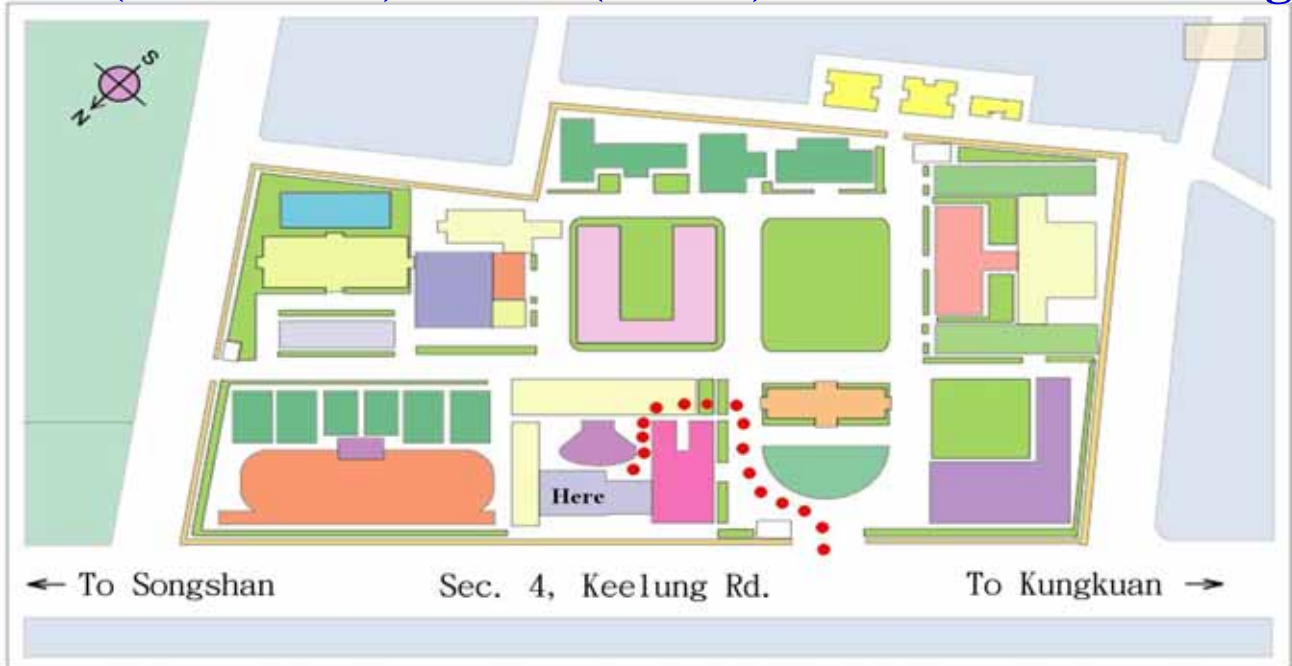 S
N
Here
← To Songshan
Sec. 4, Keelung Rd.
To Kungkuan →